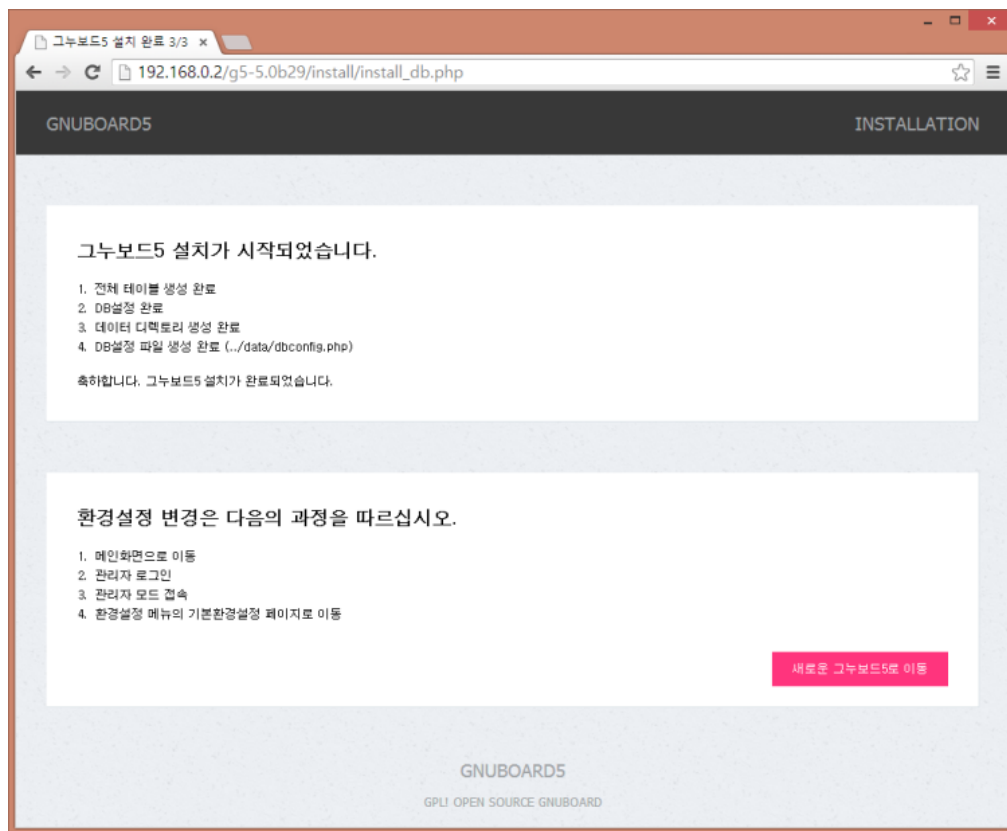 그누보드5 설치 완료 3/3
192.168.0.2/g5-5.0b29/install/install_db.php
GNUBOARD5 INSTALLATION
그누보드5 설치가 시작되었습니다.
1. 전체 테이블 생성 완료
2. DB설정 완료
3. 데이터 디렉토리 생성 완료
4. DB설정 파일 생성 완료 (../data/dbconfig.php)
축하합니다. 그누보드5 설치가 완료되었습니다.
환경설정 변경은 다음의 과정을 따르십시오.
1. 메인화면으로 이동
2. 관리자 로그인
3. 관리자 모드 접속
4. 환경설정 메뉴의 기본환경설정 페이지로 이동
새로운 그누보드5로 이동
GNUBOARD5
GPL! OPEN SOURCE GNUBOARD